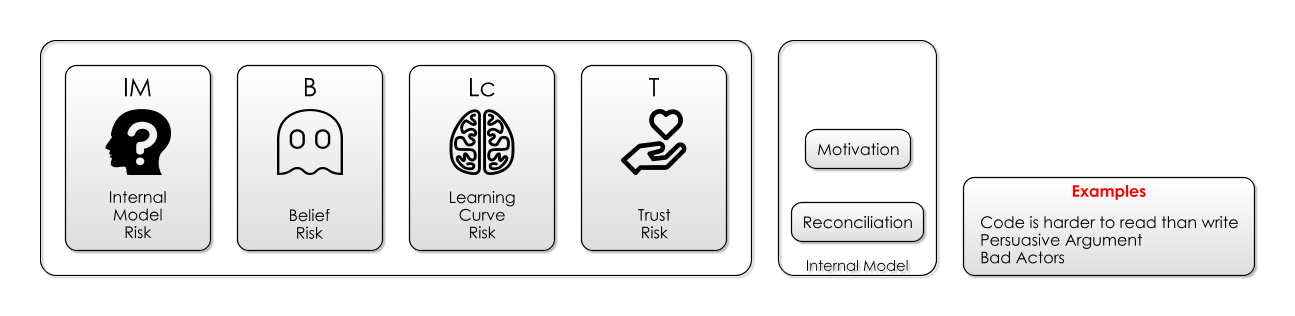 IM
Internal
Model
Risk
B
Belief
Risk
Lc
Learning
Curve
Risk
T
Trust
Risk
Motivation
Reconciliation
Internal Model
Examples
Code is harder to read than write
Persuasive Argument
Bad Actors